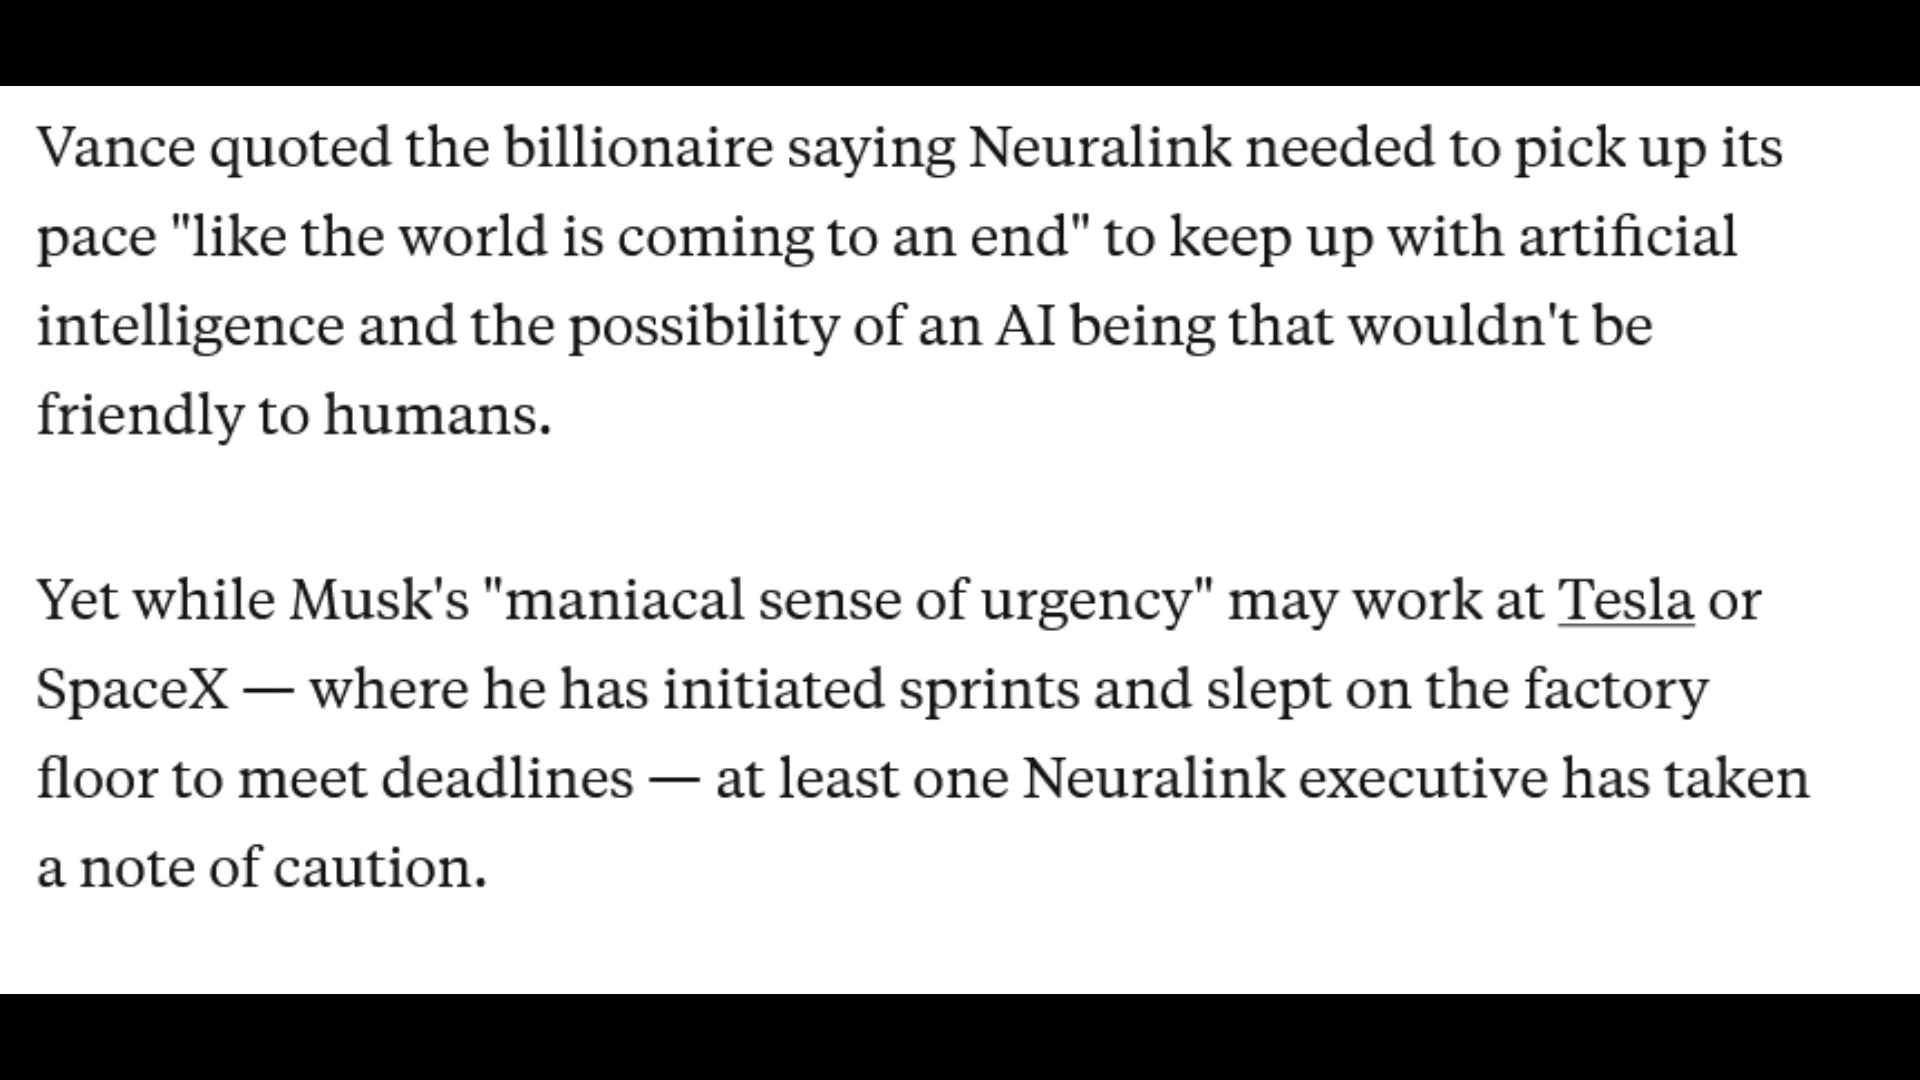 Vance quoted the billionaire saying Neuralink needed to pick up its
pace "like the world is coming to an end" to keep up with artificial
intelligence and the possibility of an AI being that wouldn't be
friendly to humans.
Yet while Musk's "maniacal sense of urgency" may work at Tesla or
SpaceX — where he has initiated sprints and slept on the factory
floor to meet deadlines — at least one Neuralink executive has taken
a note of caution.